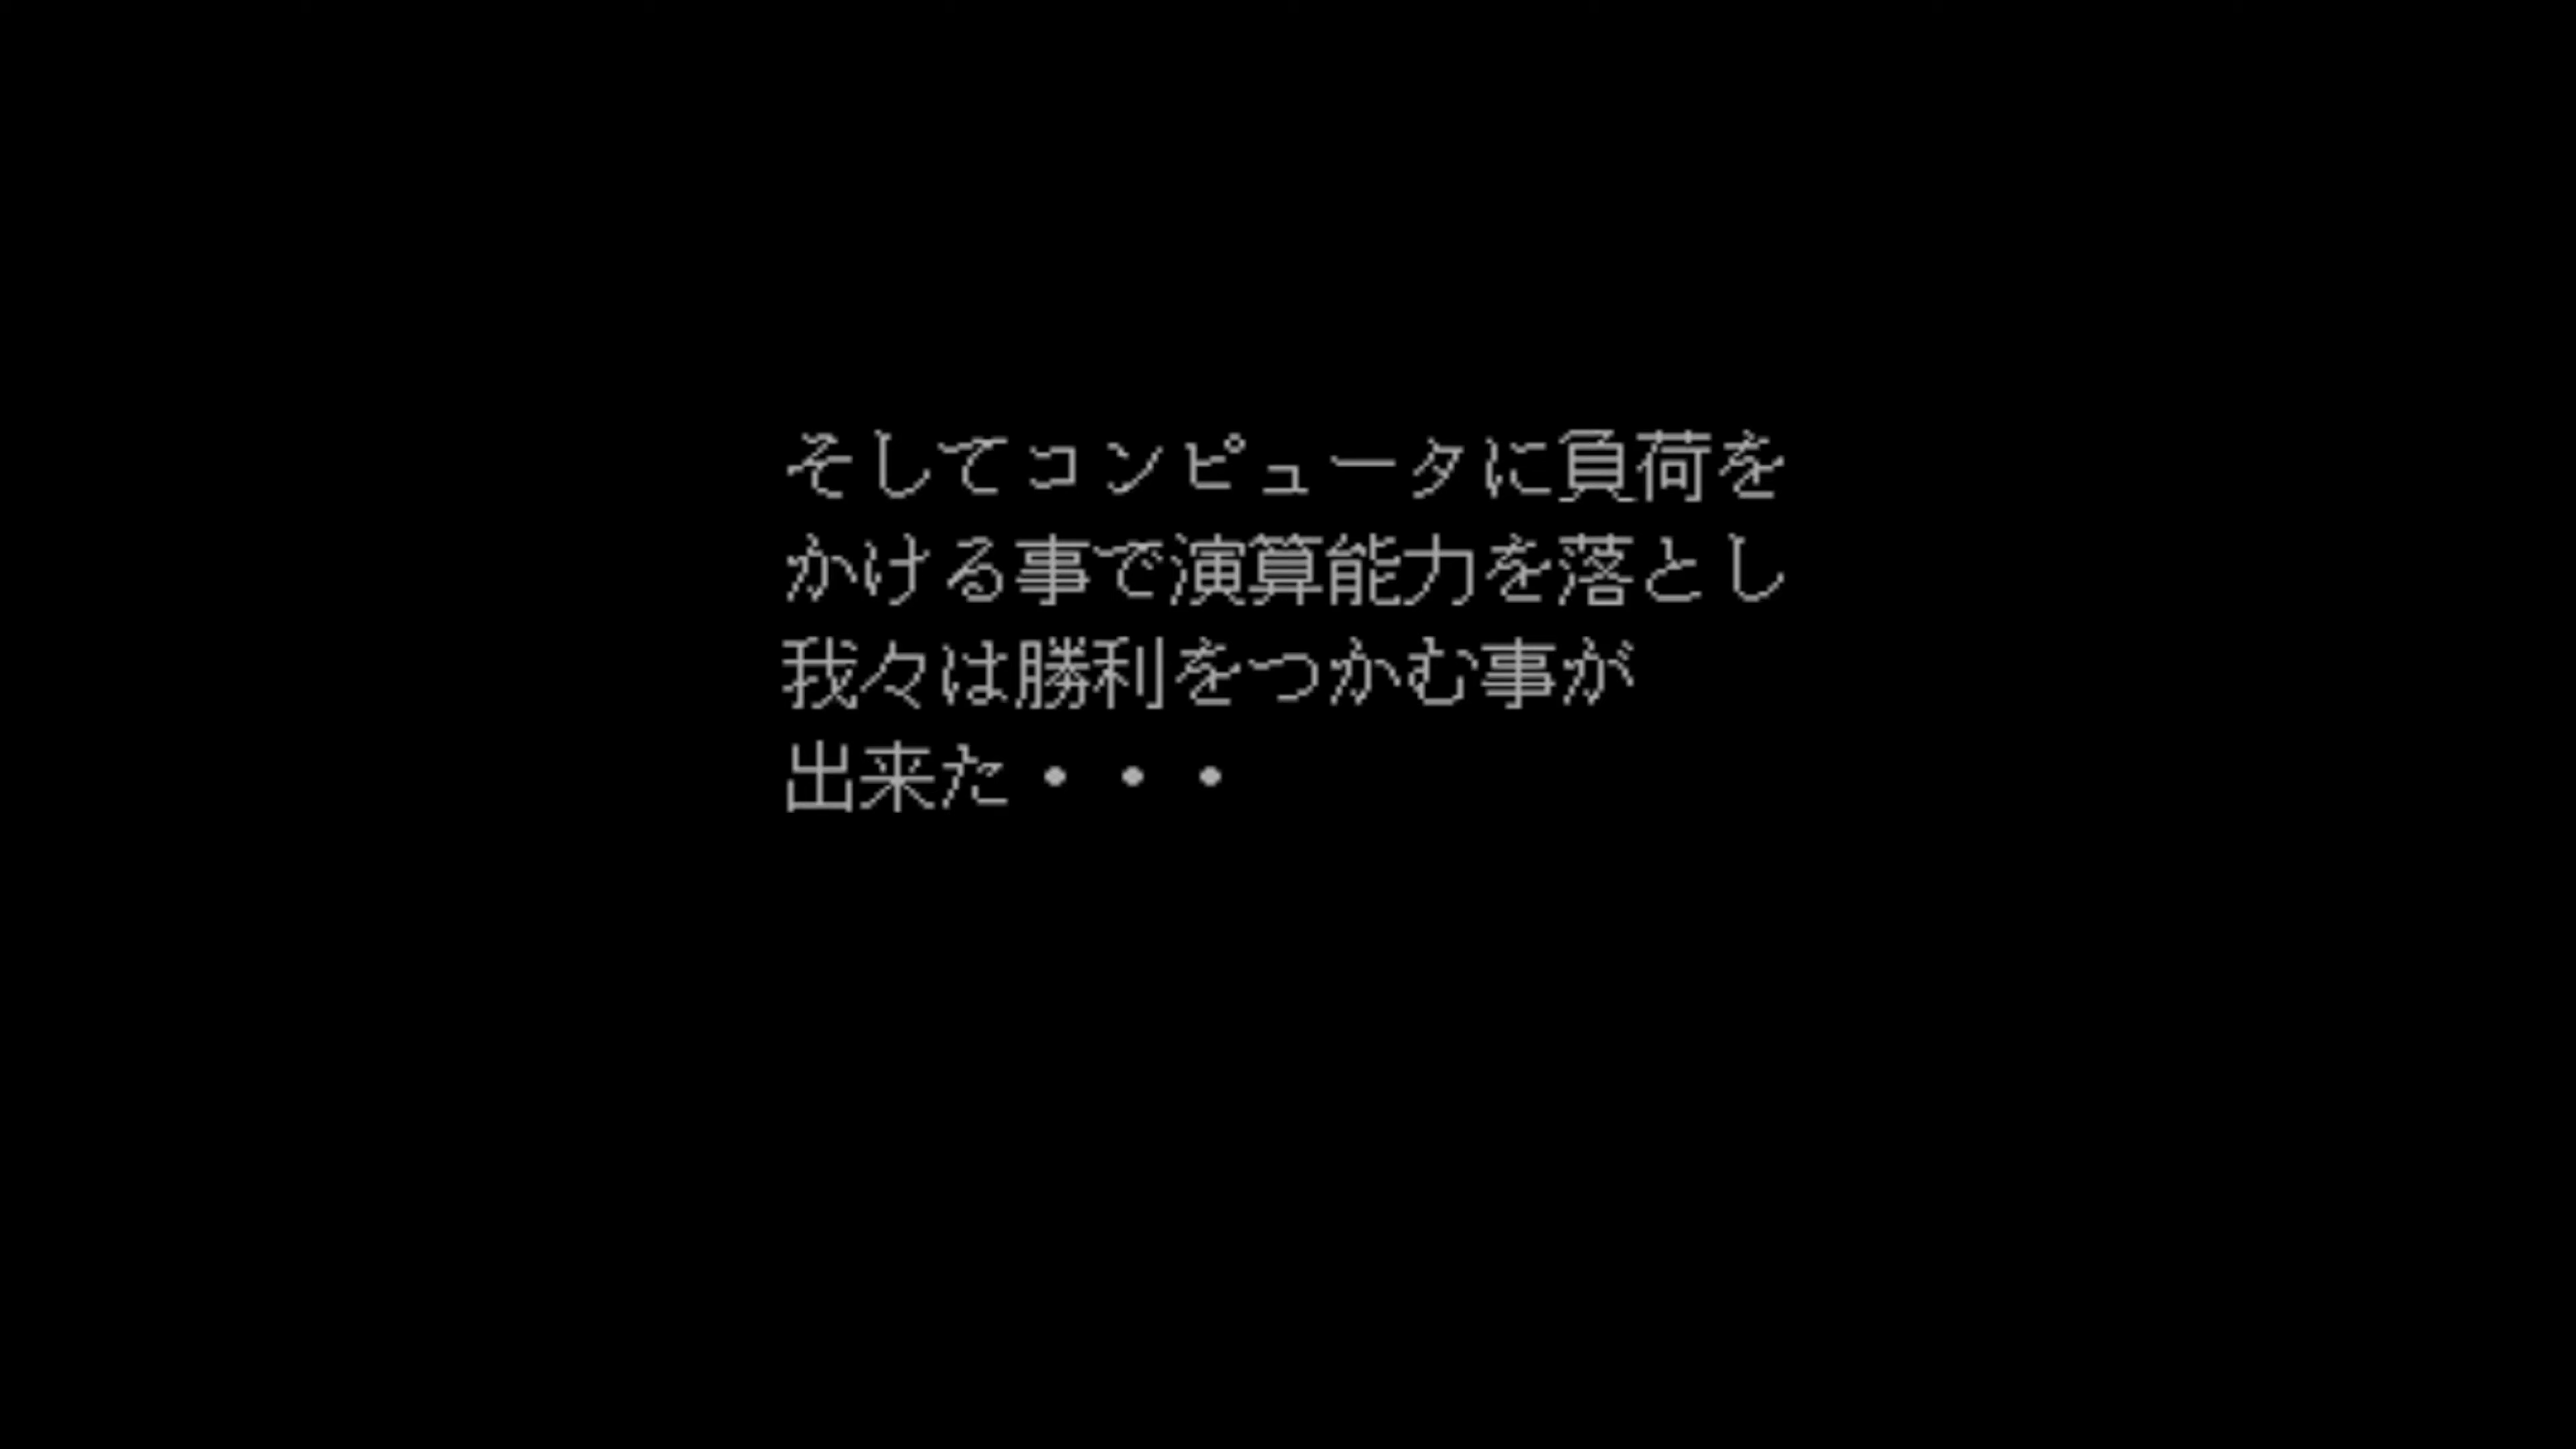 そしてコンピュータに負荷を
かける事で演算能力を落とし
我々は勝利をつかむ事が
出来た・・・